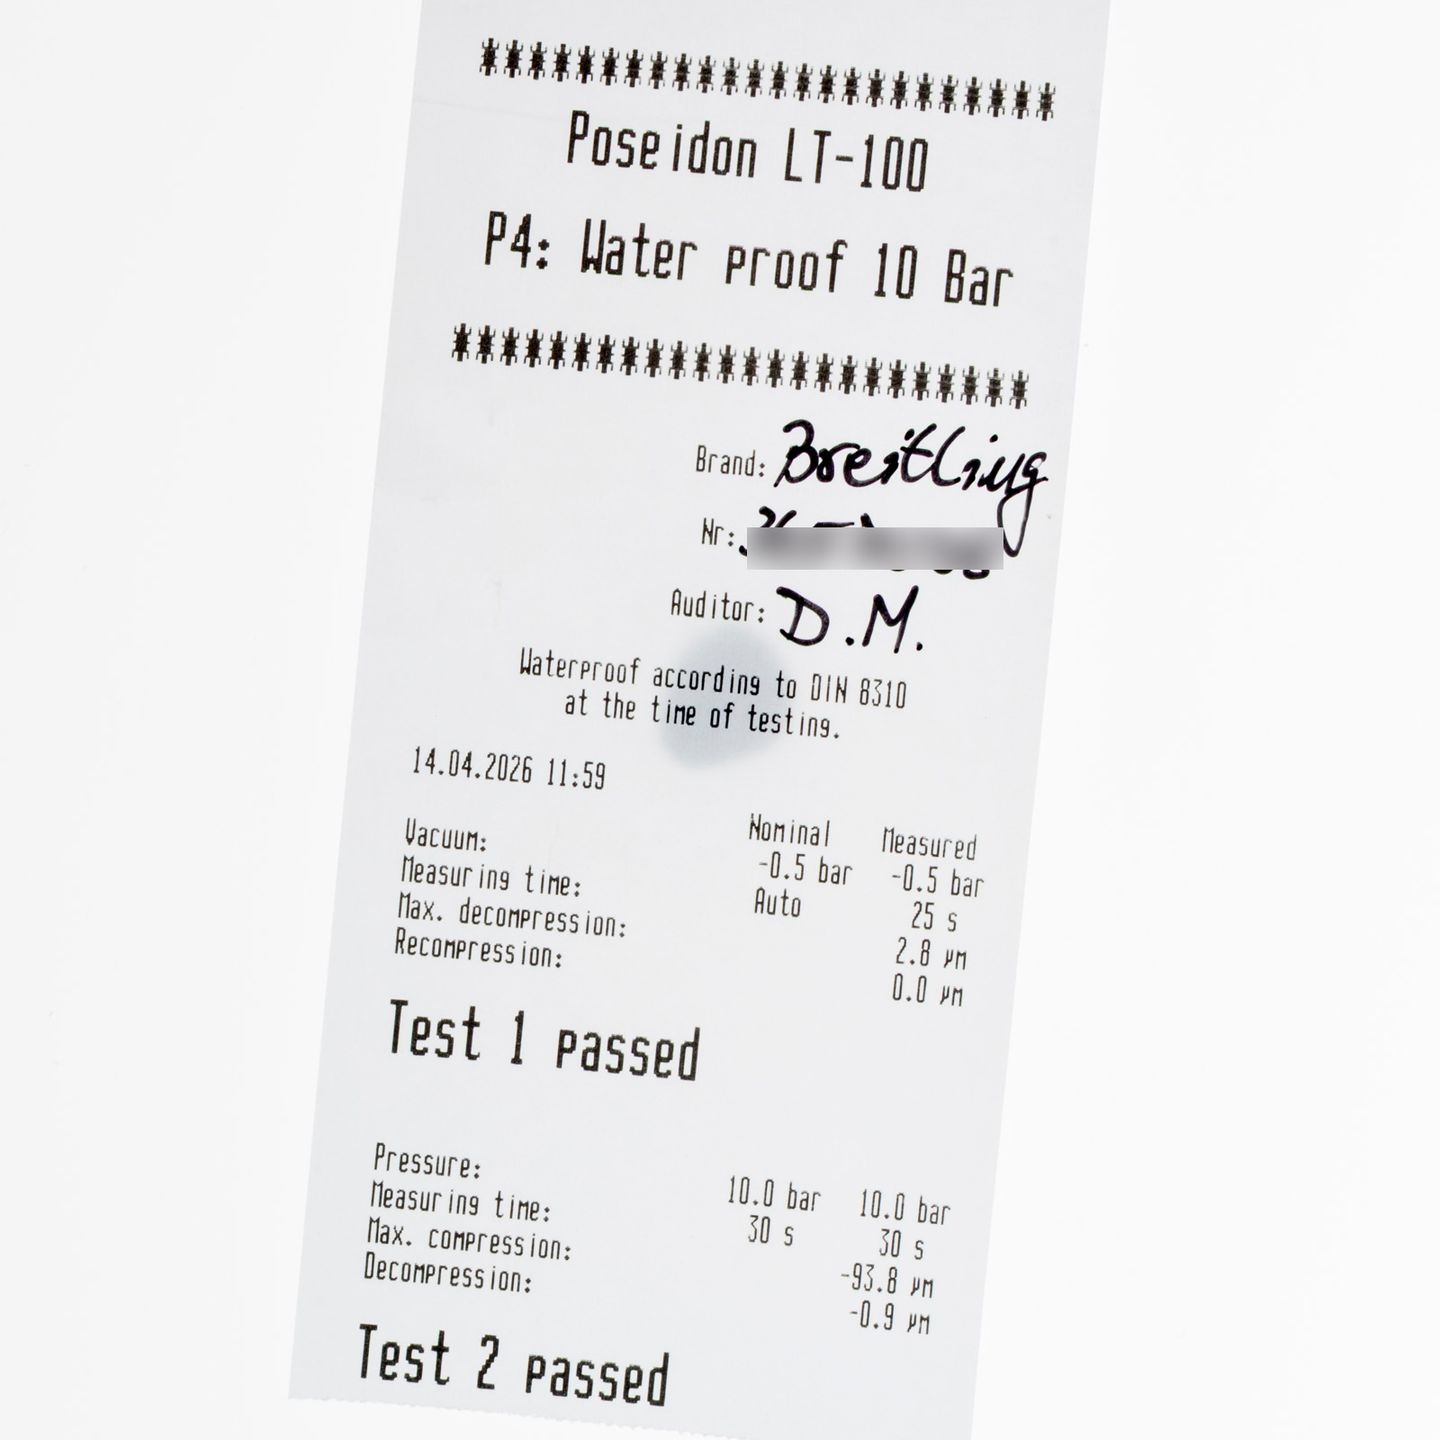 Poseidon LT-100
P4: Water proof 10 Bar
Brand: Breitling
Nr:
Auditor: D.M.
Waterproof according to DIN 8310
at the time of testing.
14.04.2026 11:59
Nominal Measured
Vacuum: -0.5 bar -0.5 bar
Measuring time: Auto 25 s
Max. decompression: 2.8 µm
Recompression: 0.0 µm
Test 1 passed
Pressure: 10.0 bar 10.0 bar
Measuring time: 30 s 30 s
Max. compression: -93.8 µm
Decompression: -0.9 µm
Test 2 passed